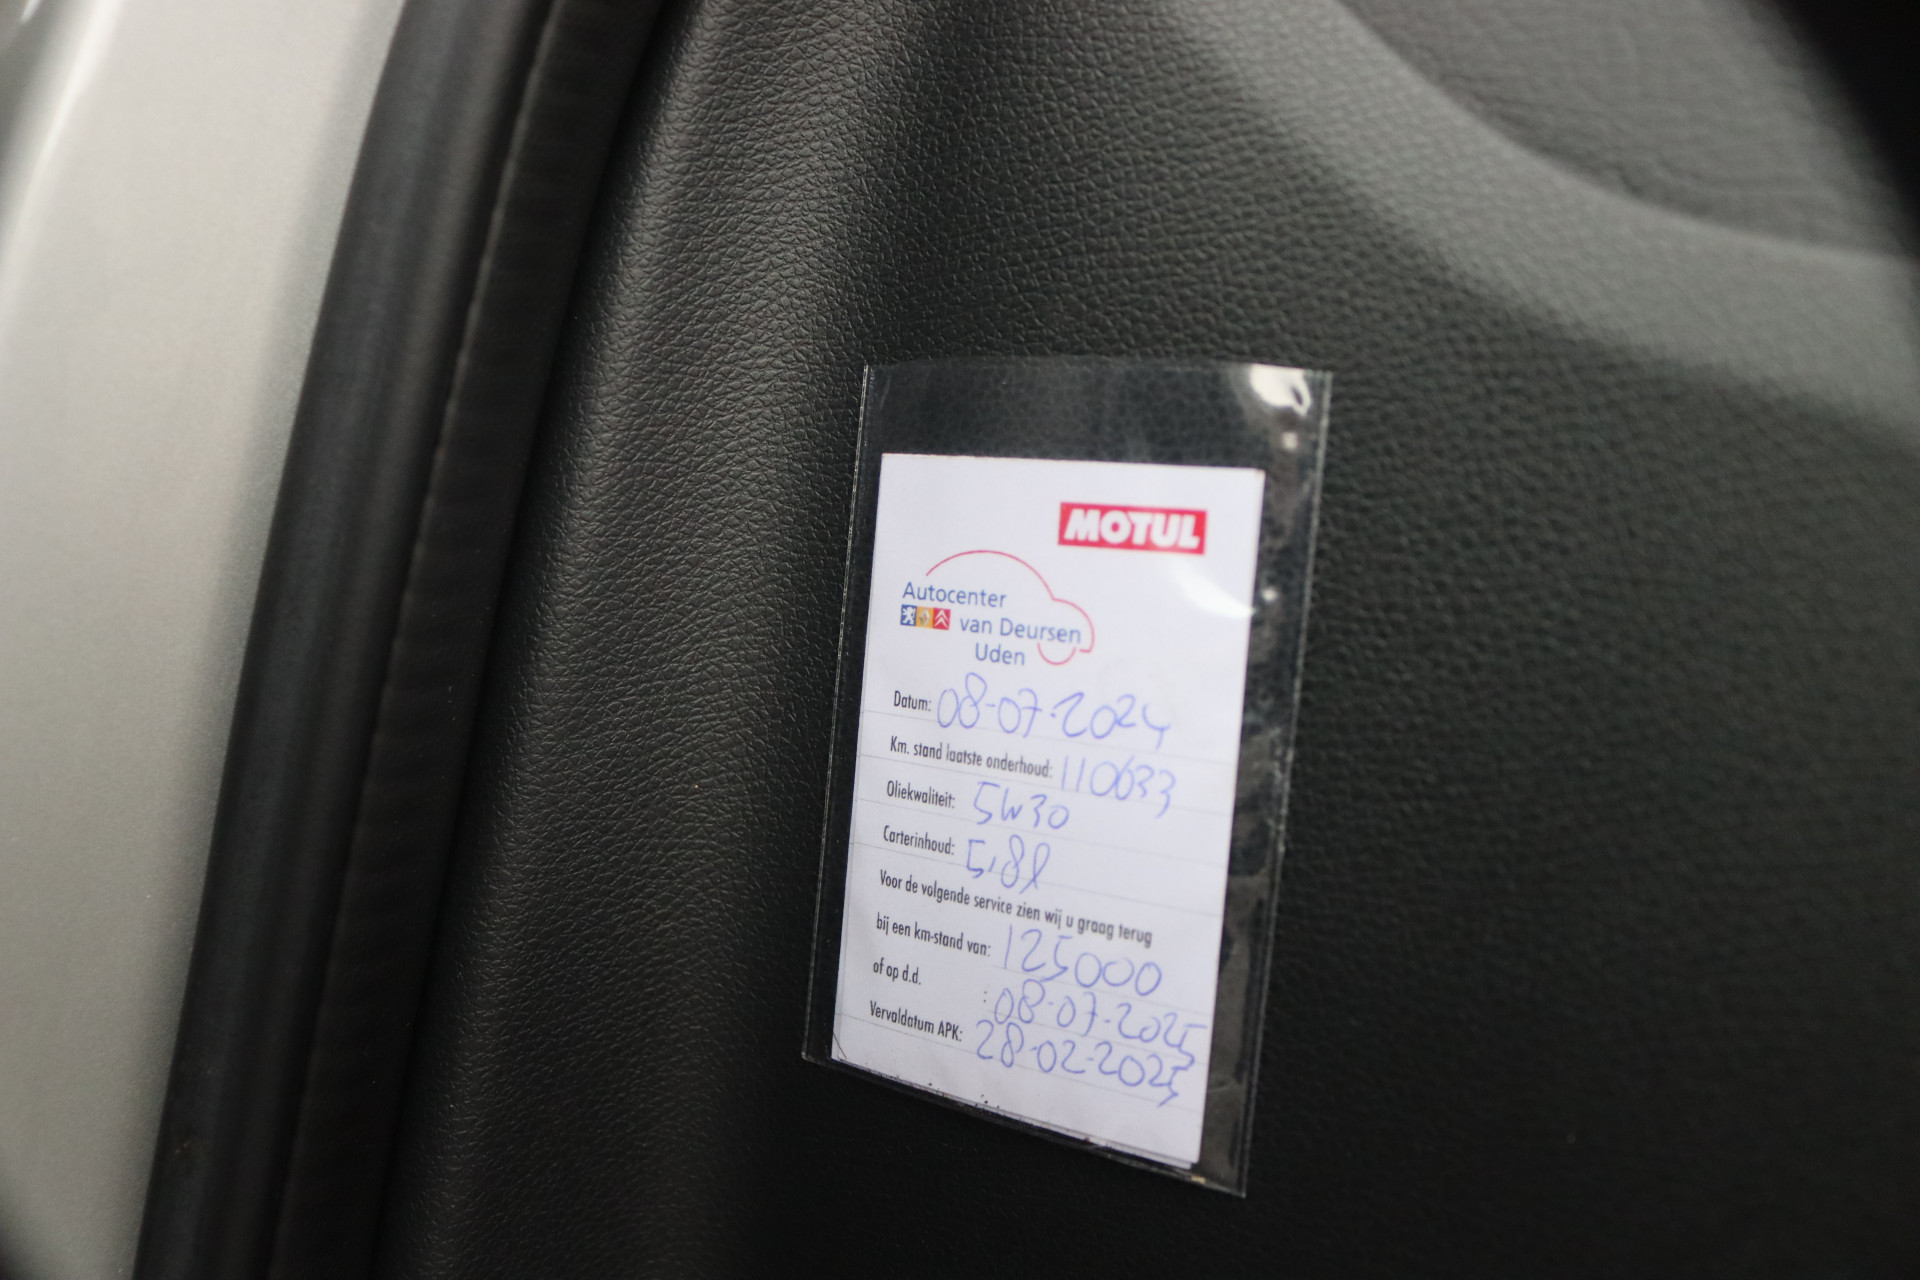 MOTUL
Autocenter
van Deursen
Uden
Datum: 08-07-2024
Km. stand laatste onderhoud: 110633
Oliekwaliteit: 5W30
Carterinhoud: 5,8l
Voor de volgende service zien wij u graag terug
bij een km-stand van: 125000
of op d.d. : 08-07-2025
Vervaldatum APK: 28-02-2025